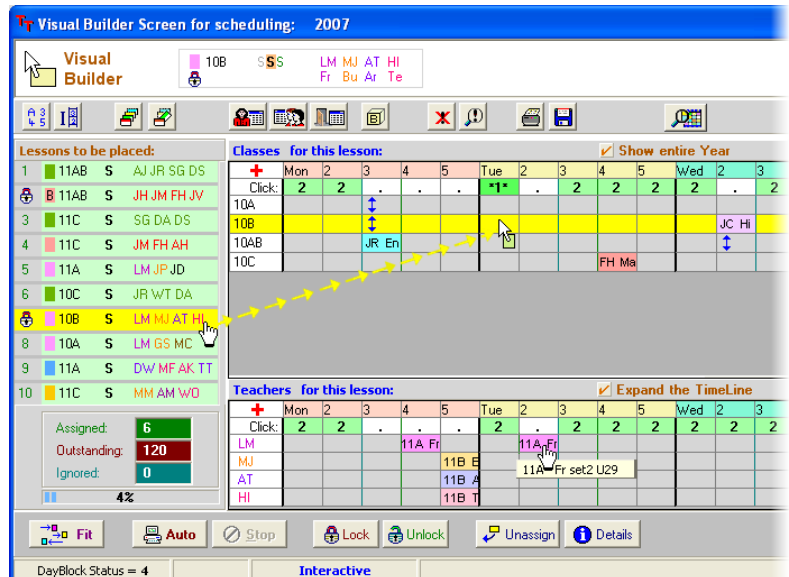 Visual Builder Screen for scheduling: 2007
Visual Builder
10B S S S LM MJ AT HI
Fr Bu Ar Te
Lessons to be placed:
1 11AB S AJ JR SG DS
B 11AB S JH JM FH JV
3 11C S SG DA DS
4 11C S JM FH AH
5 11A S LM JP JD
6 10C S JR WT DA
10B S LM MJ AT HI
8 10A S LM GS MC
9 11A S DW MF AK TT
10 11C S MM AM WO
Assigned: 6
Outstanding: 120
Ignored: 0
4%
Classes for this lesson: Show entire Year
Mon 2 3 4 5 Tue 2 3 4 5 Wed 2 3
Click: 2 2 . . . *1* . 2 2 2 2 . 2
10A
10B JC Hi
10AB JR En
10C FH Ma
Teachers for this lesson: Expand the TimeLine
Mon 2 3 4 5 Tue 2 3 4 5 Wed 2 3
Click: 2 2 . . . 2 . 2 2 2 2 2 2
LM 11A Fr 11A Fr
MJ 11B E
AT 11B A
HI 11B T
11A Fr set2 U29
Fit Auto Stop Lock Unlock Unassign Details
DayBlock Status = 4 Interactive